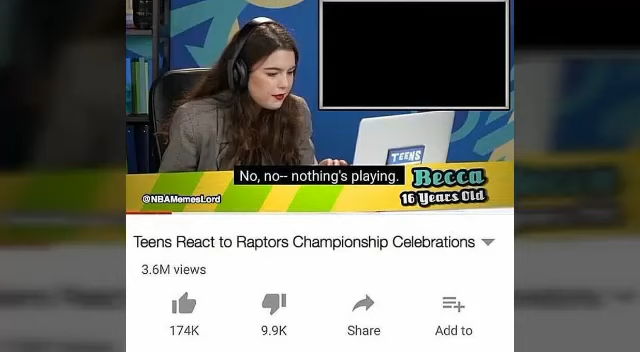 TEENS
No, no-- nothing's playing.
Becca
16 Years Old
@NBAMemesLord
Teens React to Raptors Championship Celebrations
3.6M views
174K
9.9K
Share
Add to